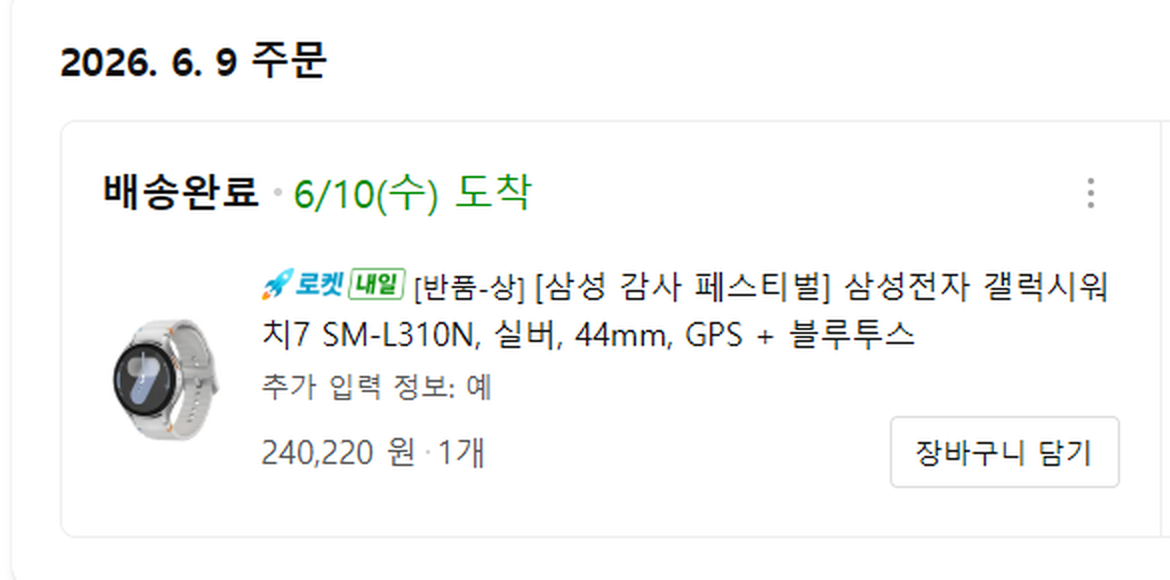 2026. 6. 9 주문
배송완료 · 6/10(수) 도착
로켓 내일 [반품-상] [삼성 감사 페스티벌] 삼성전자 갤럭시워
치7 SM-L310N, 실버, 44mm, GPS + 블루투스
추가 입력 정보: 예
240,220 원 · 1개
장바구니 담기